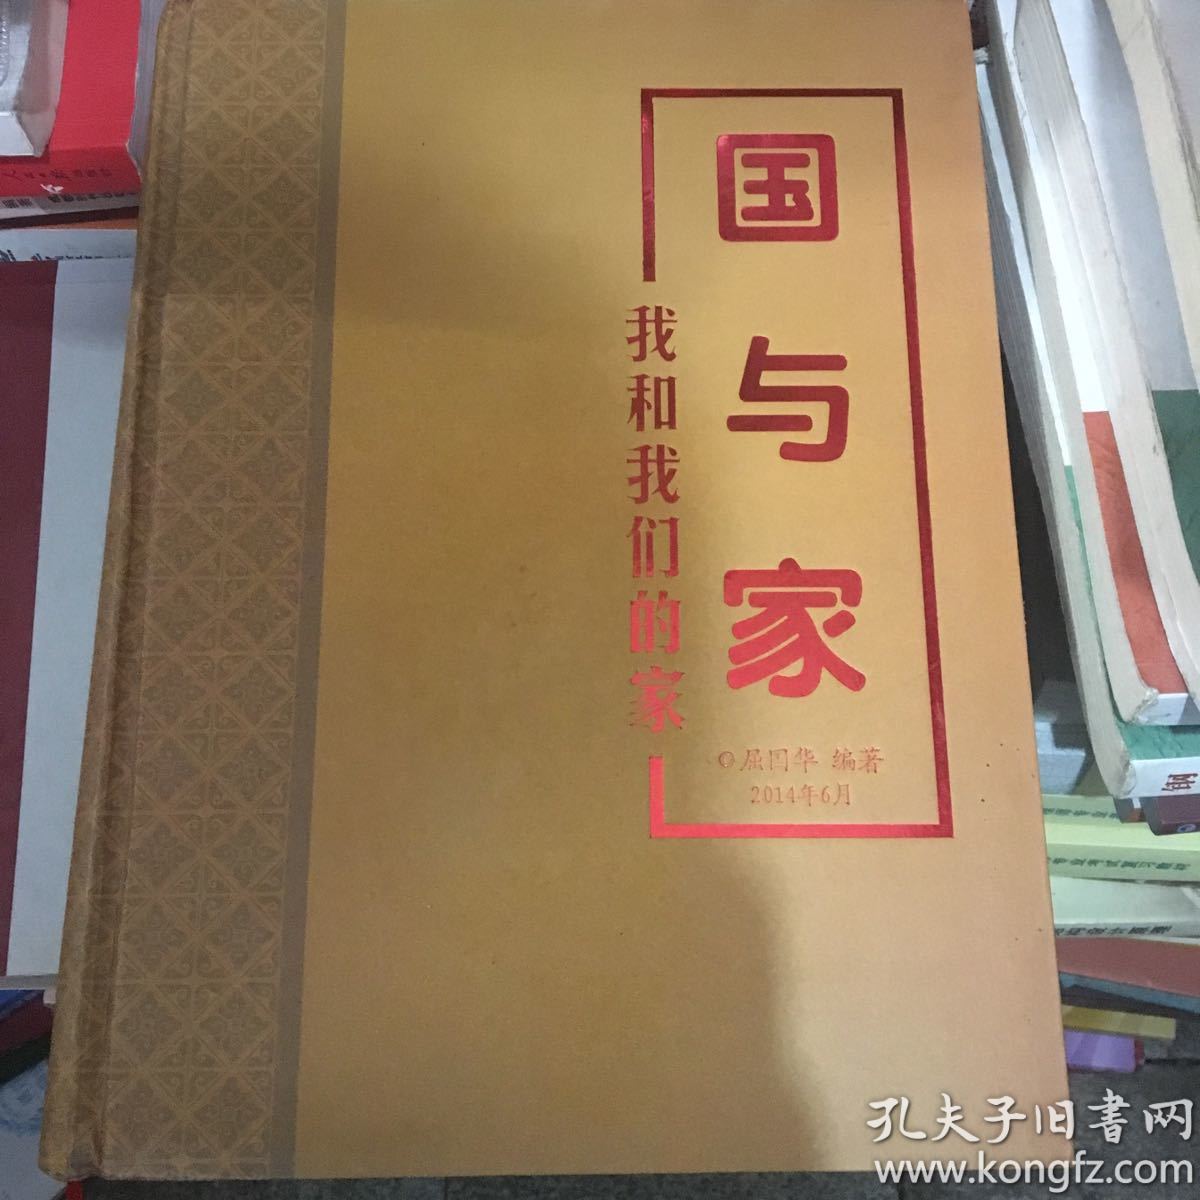 国与家
我和我们的家
◎屈国华 编著
2014年6月
孔夫子旧書网
www.kongfz.com